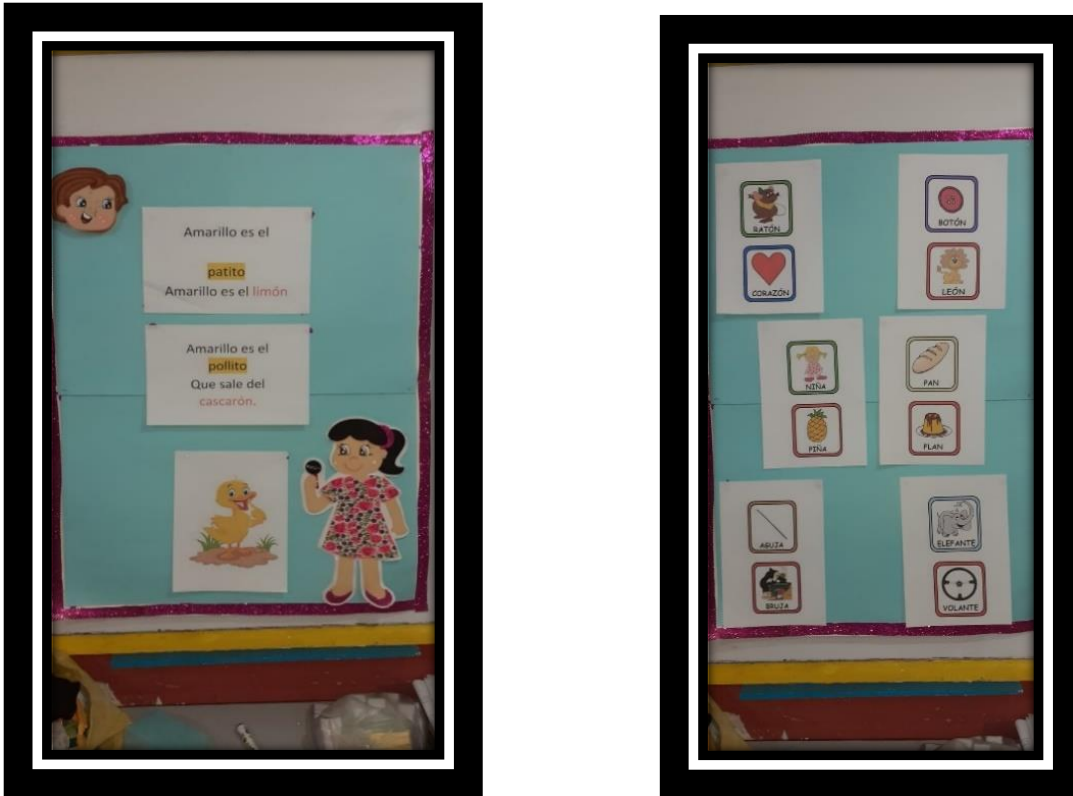 Amarillo es el
patito
Amarillo es el limón
Amarillo es el
pollito
Que sale del
cascarón.
RATÓN
CORAZÓN
BOTÓN
LEÓN
NIÑA
PIÑA
PAN
FLAN
AGUJA
BRUJA
ELEFANTE
VOLANTE